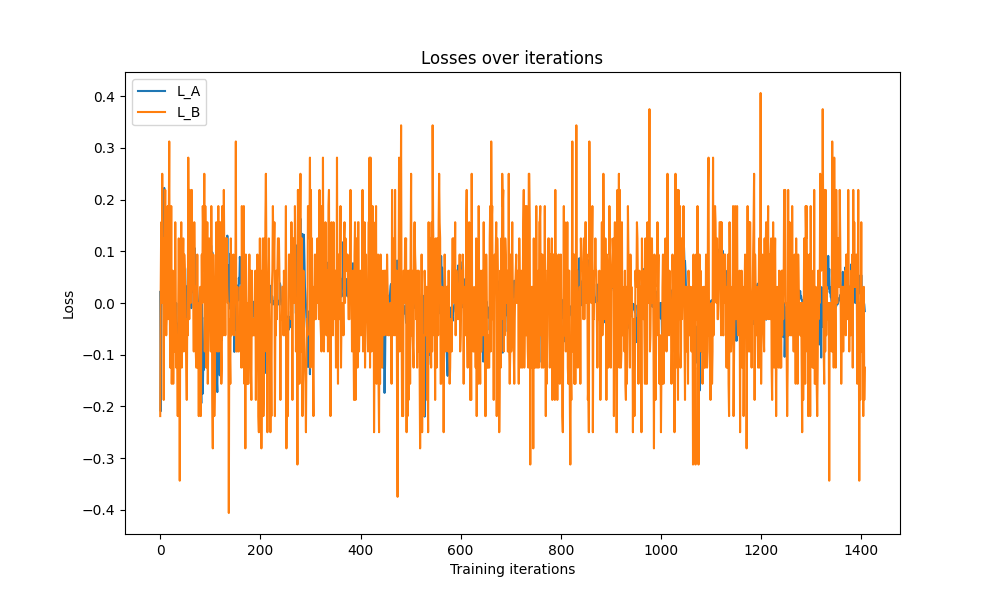 Losses over iterations
L_A
L_B
0.4
0.3
0.2
0.1
0.0
−0.1
−0.2
−0.3
−0.4
Loss
0 200 400 600 800 1000 1200 1400
Training iterations